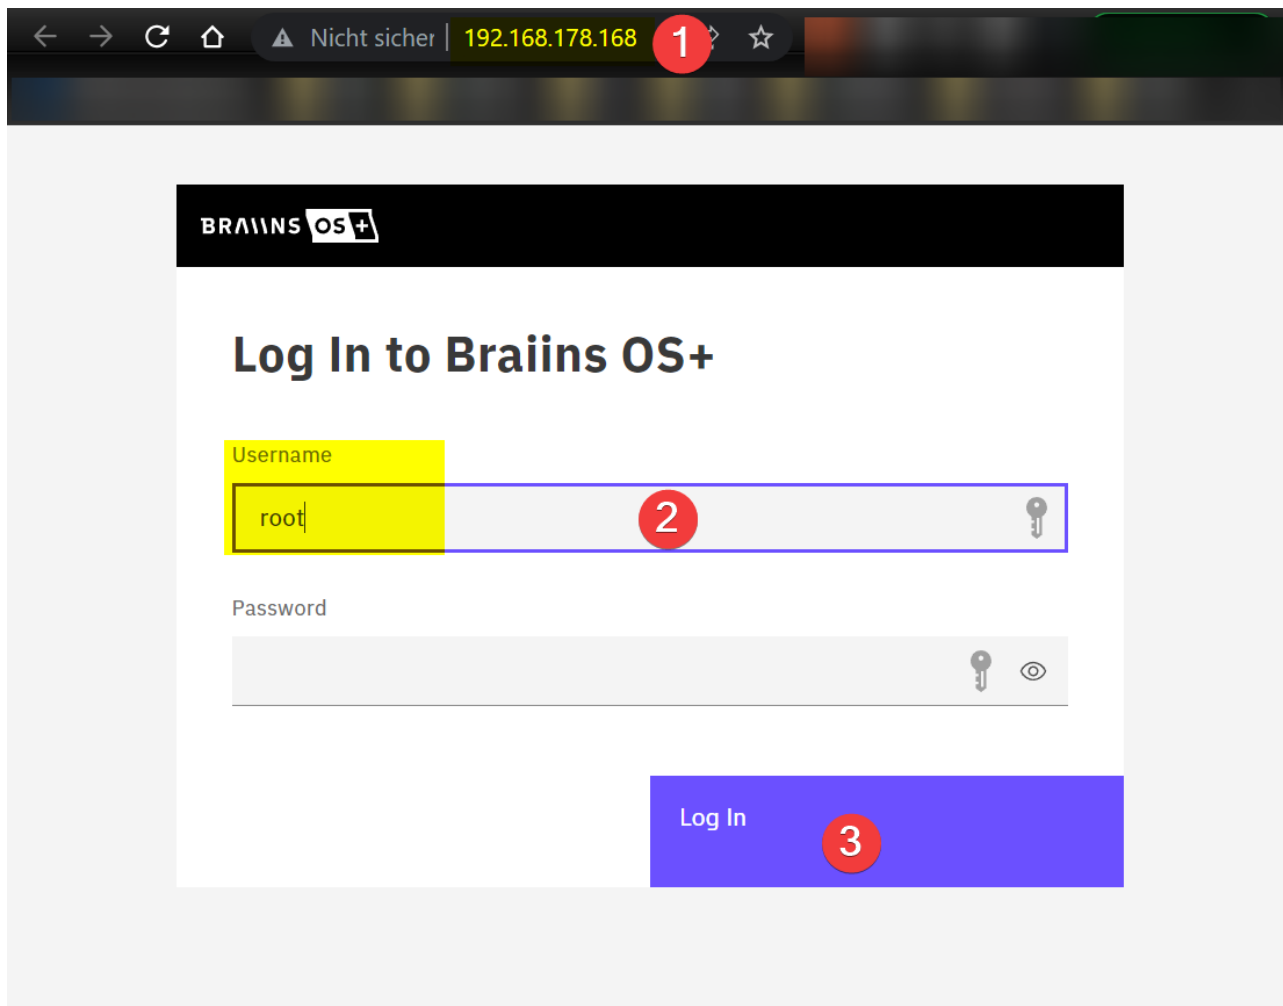 Nicht sicher 192.168.178.168 1
BRAIINS OS+
Log In to Braiins OS+
Username
root 2
Password
Log In
3